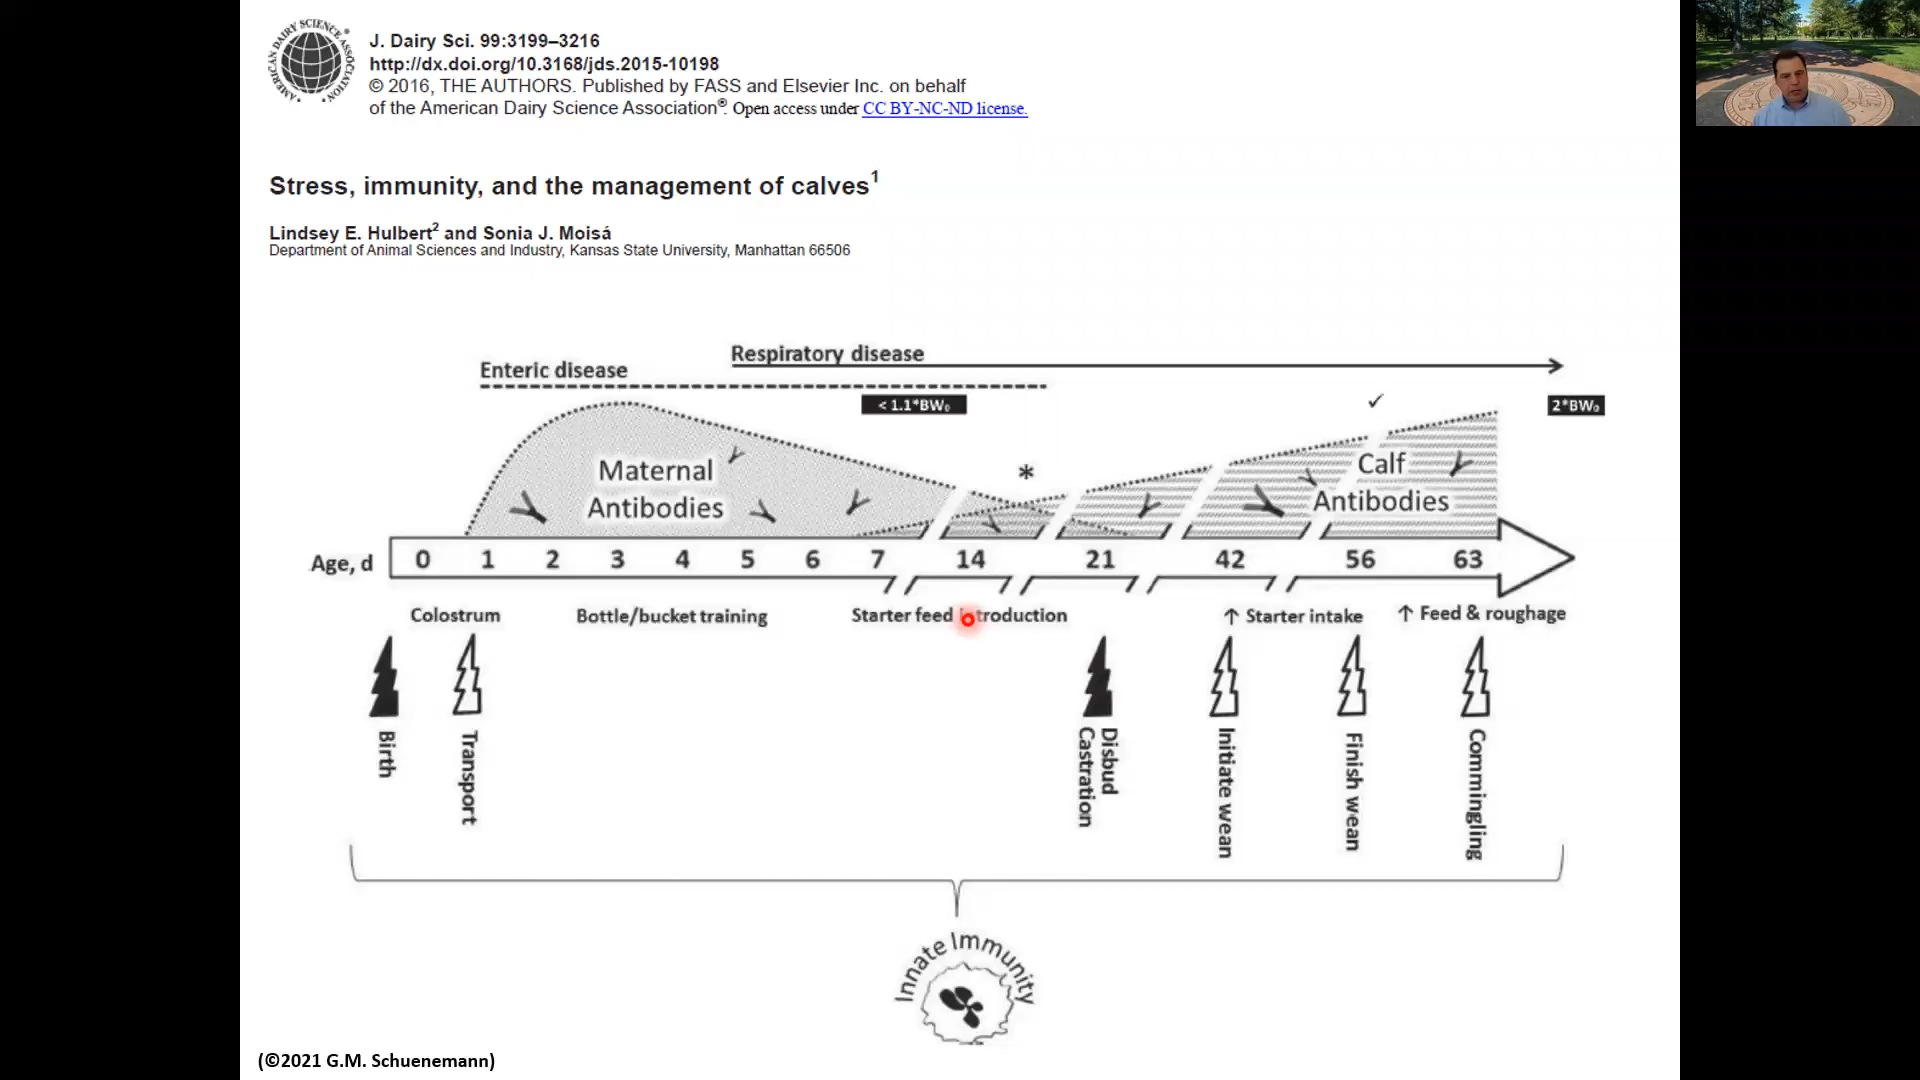 AMERICAN DAIRY SCIENCE ASSOCIATION®
J. Dairy Sci. 99:3199–3216
http://dx.doi.org/10.3168/jds.2015-10198
© 2016, THE AUTHORS. Published by FASS and Elsevier Inc. on behalf
of the American Dairy Science Association®. Open access under CC BY-NC-ND license.
Stress, immunity, and the management of calves1
Lindsey E. Hulbert2 and Sonia J. Moisá
Department of Animal Sciences and Industry, Kansas State University, Manhattan 66506
Respiratory disease
Enteric disease
< 1.1*BW₀
✓
2*BW₀
*
Maternal
Antibodies
Calf
Antibodies
Age, d 0 1 2 3 4 5 6 7 14 21 42 56 63
Colostrum
Bottle/bucket training
Starter feed
↑ Starter intake
↑ Feed & roughage
Birth
Transport
Disbud
Castration
Initiate wean
Finish wean
Commingling
Innate Immunity
(©2021 G.M. Schuenemann)